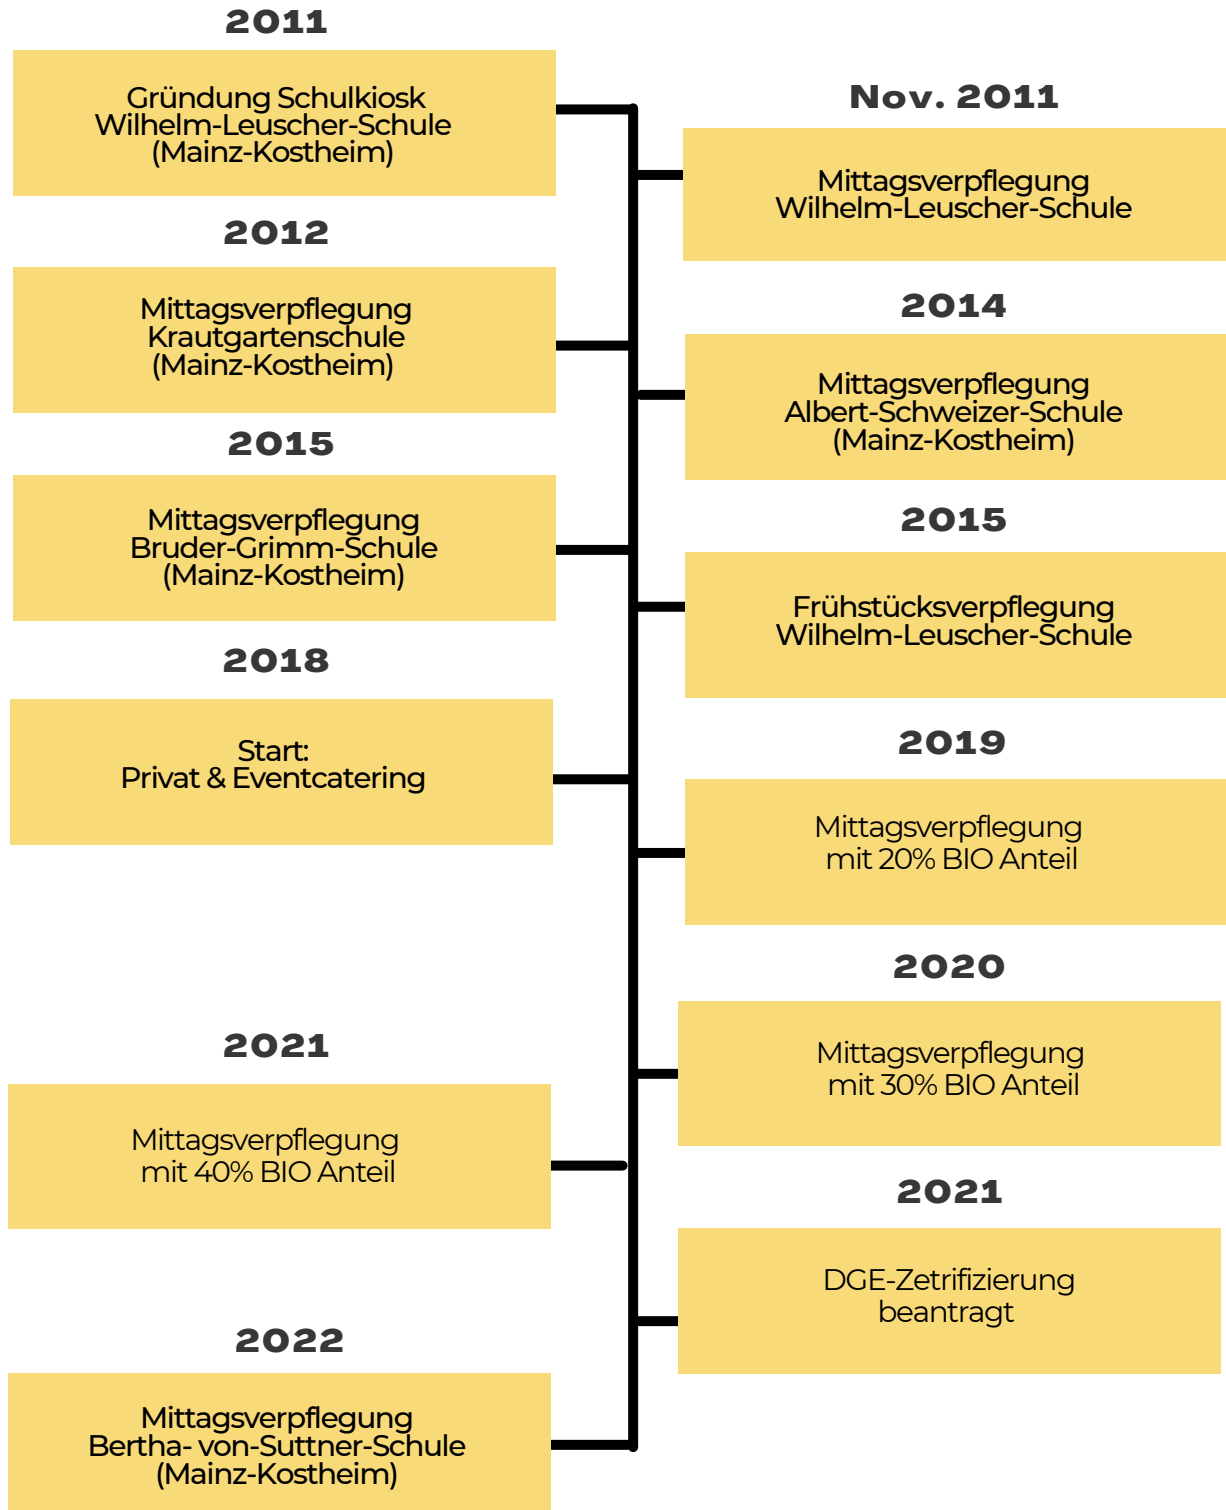 2011
Gründung Schulkiosk
Wilhelm-Leuscher-Schule
(Mainz-Kostheim)
Nov. 2011
Mittagsverpflegung
Wilhelm-Leuscher-Schule
2012
Mittagsverpflegung
Krautgartenschule
(Mainz-Kostheim)
2014
Mittagsverpflegung
Albert-Schweizer-Schule
(Mainz-Kostheim)
2015
Mittagsverpflegung
Bruder-Grimm-Schule
(Mainz-Kostheim)
2015
Frühstücksverpflegung
Wilhelm-Leuscher-Schule
2018
Start:
Privat & Eventcatering
2019
Mittagsverpflegung
mit 20% BIO Anteil
2020
Mittagsverpflegung
mit 30% BIO Anteil
2021
Mittagsverpflegung
mit 40% BIO Anteil
2021
DGE-Zetrifizierung
beantragt
2022
Mittagsverpflegung
Bertha- von-Suttner-Schule
(Mainz-Kostheim)